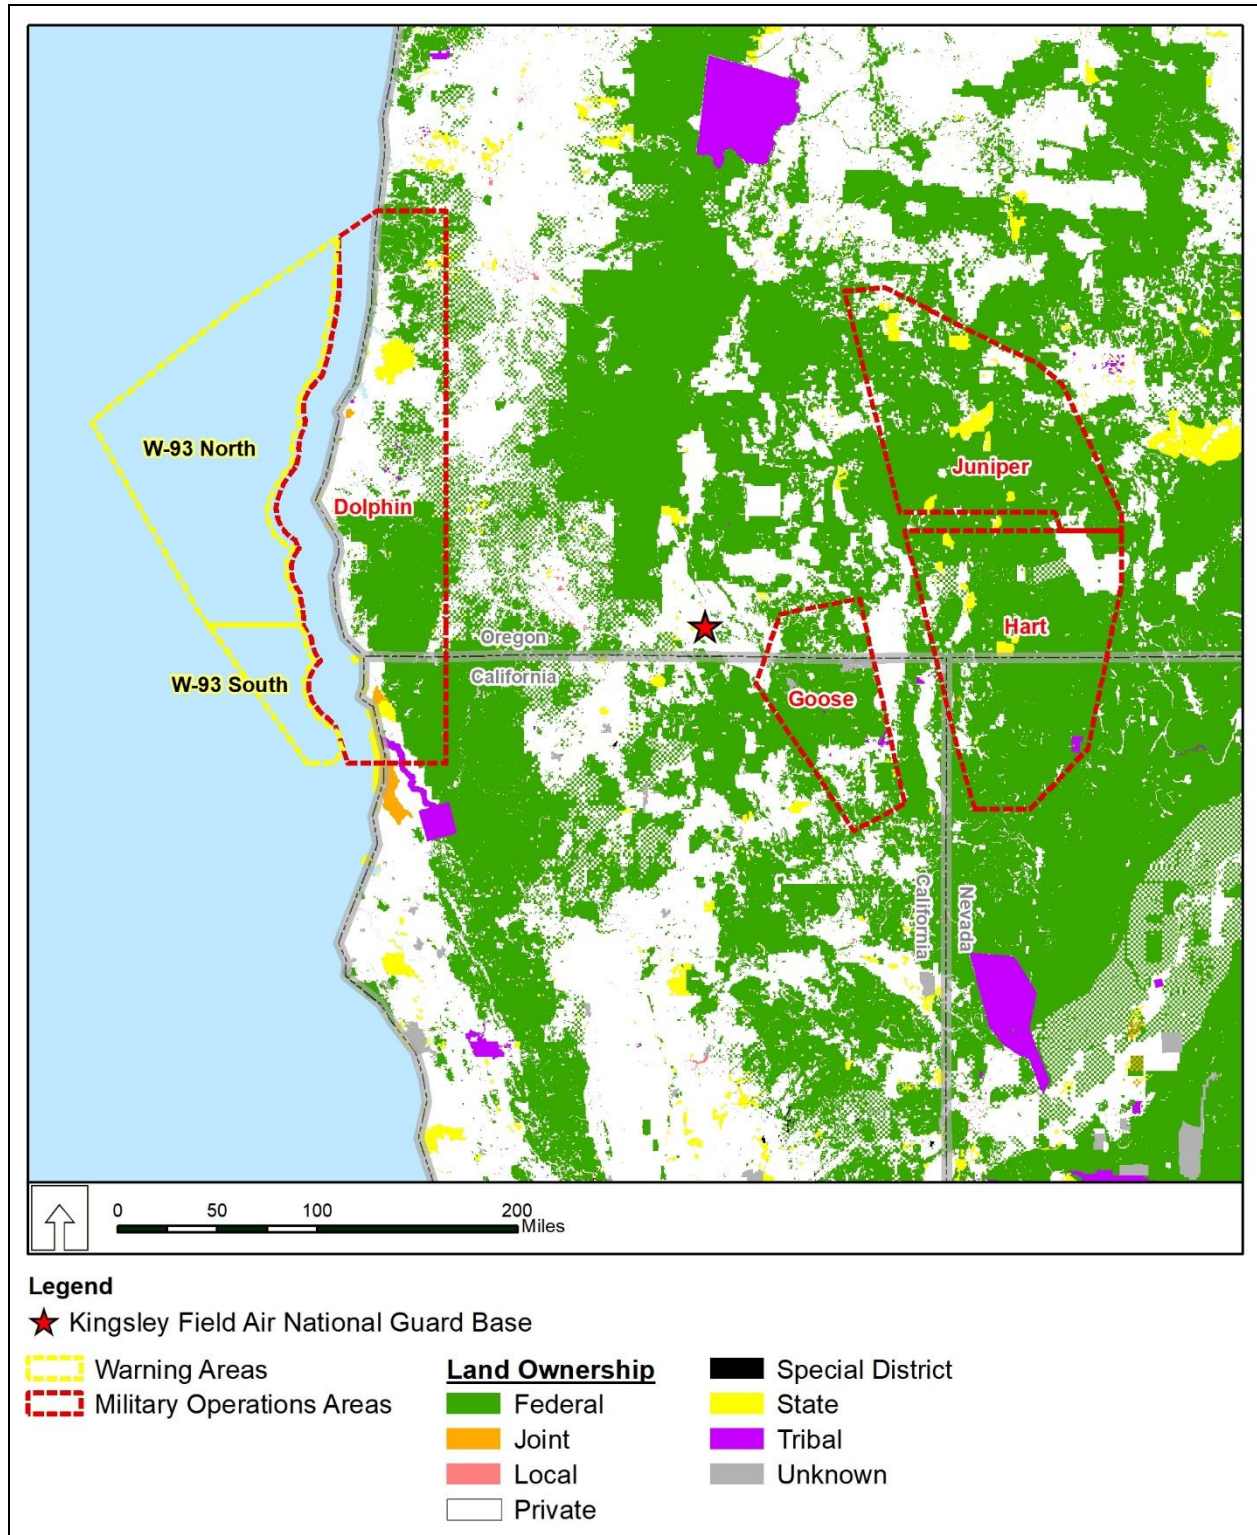 W-93 North
Juniper
Dolphin
Hart
Oregon
California
W-93 South
Goose
California
Nevada
0 50 100 200
Miles
Legend
Kingsley Field Air National Guard Base
Warning Areas
Military Operations Areas
Land Ownership
Federal
Joint
Local
Private
Special District
State
Tribal
Unknown